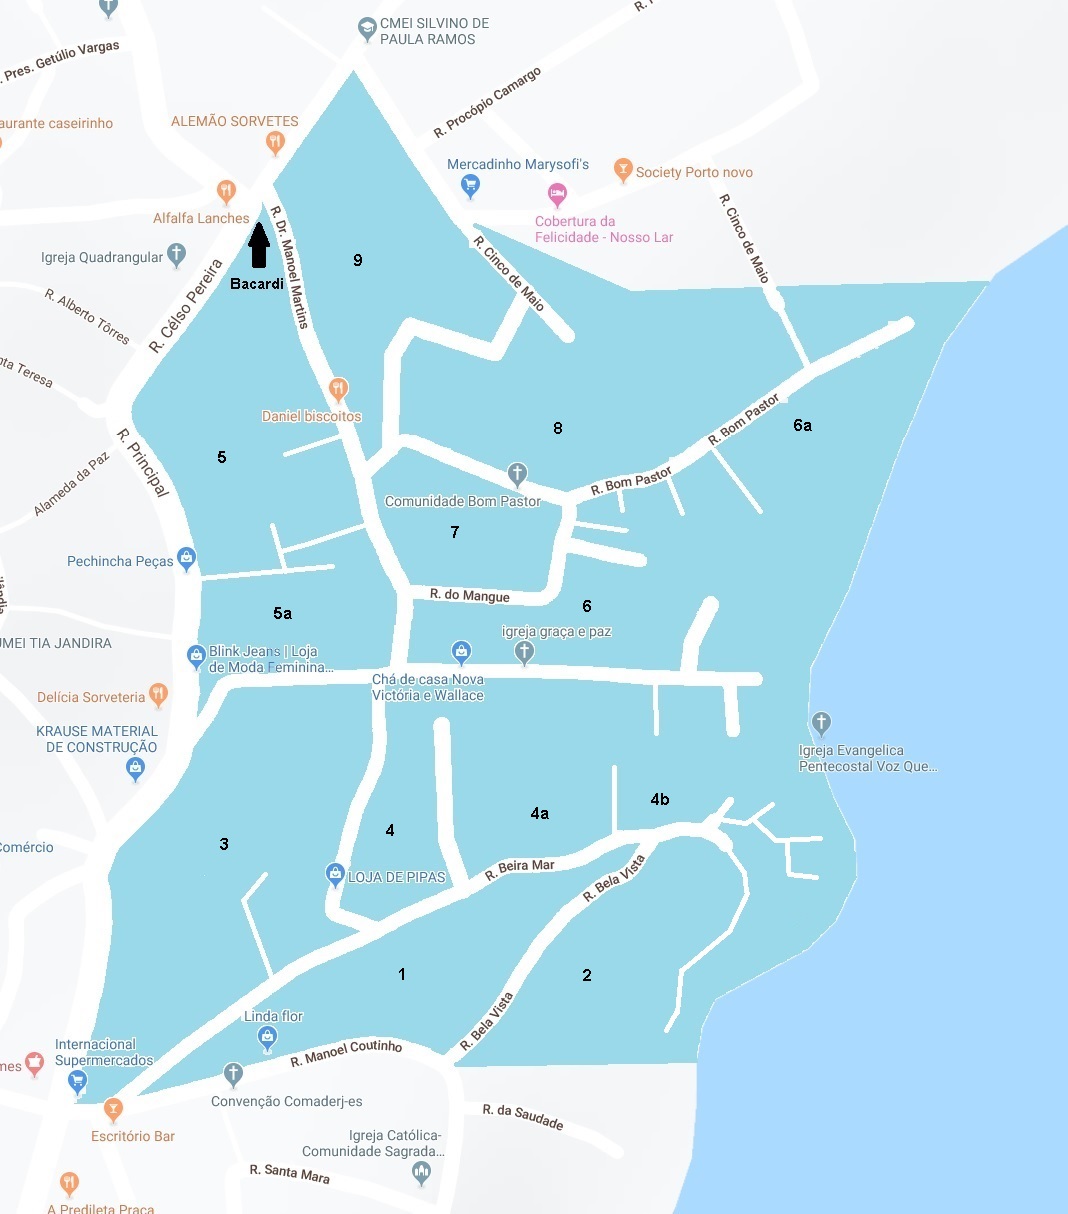 CMEI SILVINO DE
PAULA RAMOS
Pres. Getúlio Vargas
R. Procópio Camargo
aurante caseirinho
ALEMÃO SORVETES
Mercadinho Marysofi's
Society Porto novo
Alfalfa Lanches
Cobertura da
Felicidade - Nosso Lar
R. Cinco de Maio
R. Dr. Manoel Martins
Igreja Quadrangular
R. Cinco de Maio
9
Bacardi
R. Célso Pereira
R. Alberto Tôrres
nta Teresa
Daniel biscoitos
8
6a
R. Bom Pastor
5
R. Principal
Alameda da Paz
R. Bom Pastor
Comunidade Bom Pastor
7
Pechincha Peças
R. do Mangue
6
5a
ilândia
igreja graça e paz
UMEI TIA JANDIRA
Blink Jeans | Loja
de Moda Feminina...
Chá de casa Nova
Victória e Wallace
Delícia Sorveteria
KRAUSE MATERIAL
DE CONSTRUÇÃO
Igreja Evangelica
Pentecostal Voz Que...
4b
4a
4
3
Comércio
R. Beira Mar
LOJA DE PIPAS
R. Bela Vista
1
2
Linda flor
R. Bela Vista
Internacional
Supermercados
R. Manoel Coutinho
mes
Convenção Comaderj-es
R. da Saudade
Escritório Bar
Igreja Católica-
Comunidade Sagrada...
R. Santa Mara
A Predileta Praça